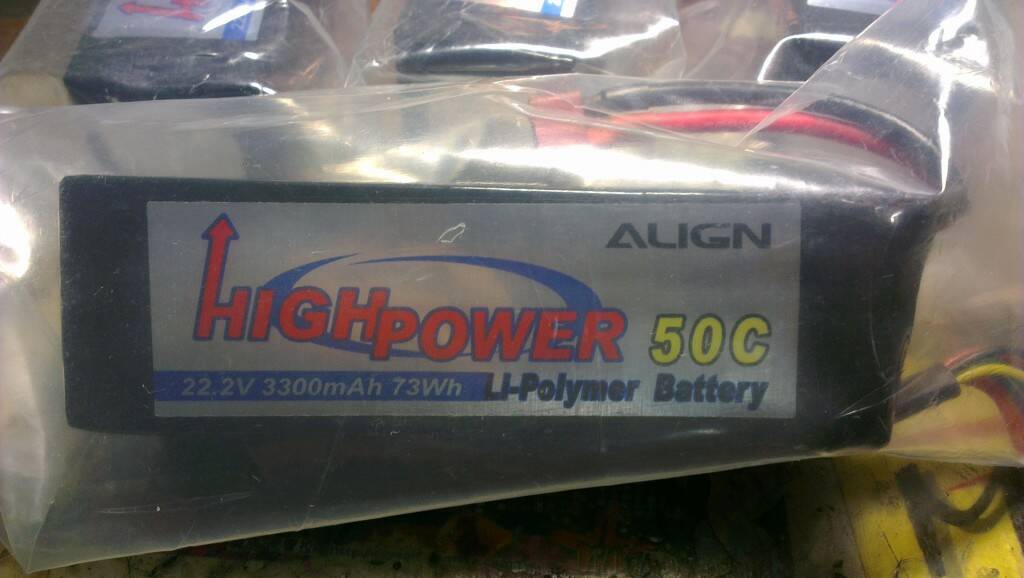 ALIGN
HIGHPOWER 50C
22.2V 3300mAh 73Wh Li-Polymer Battery